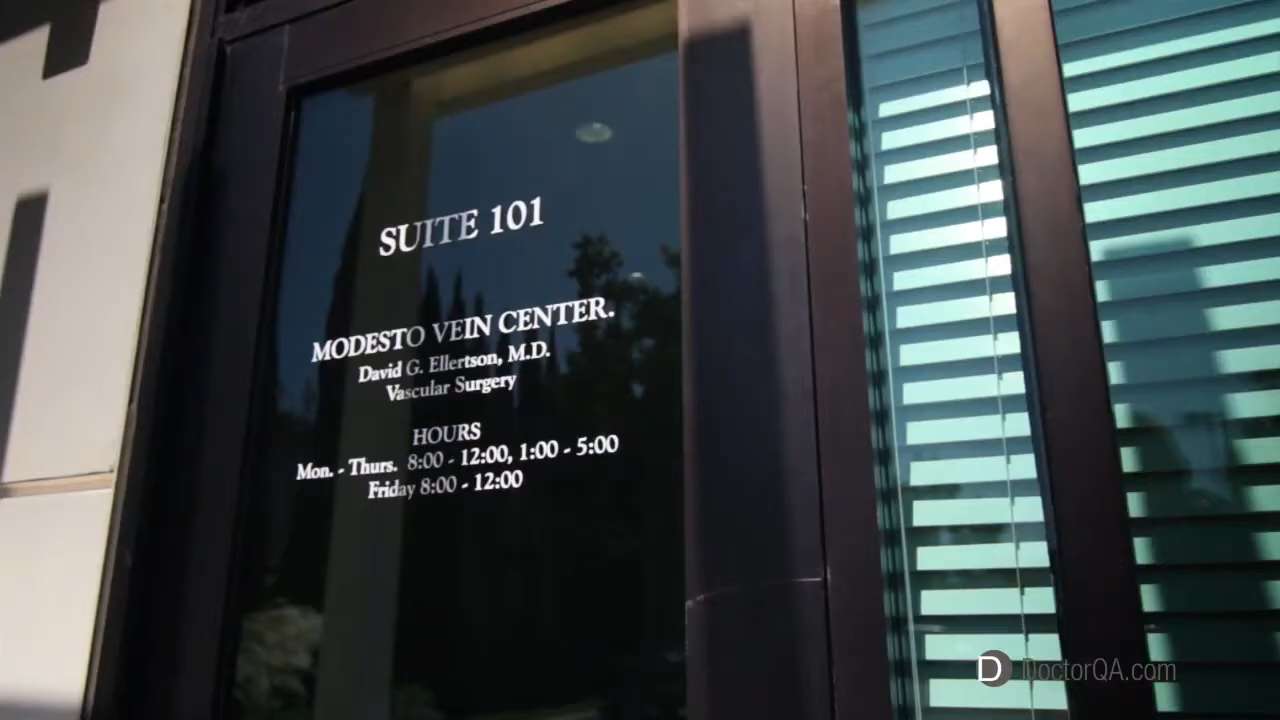 SUITE 101
MODESTO VEIN CENTER.
David G. Ellertson, M.D.
Vascular Surgery
HOURS
Mon. - Thurs. 8:00 - 12:00, 1:00 - 5:00
Friday 8:00 - 12:00
D DoctorQA.com